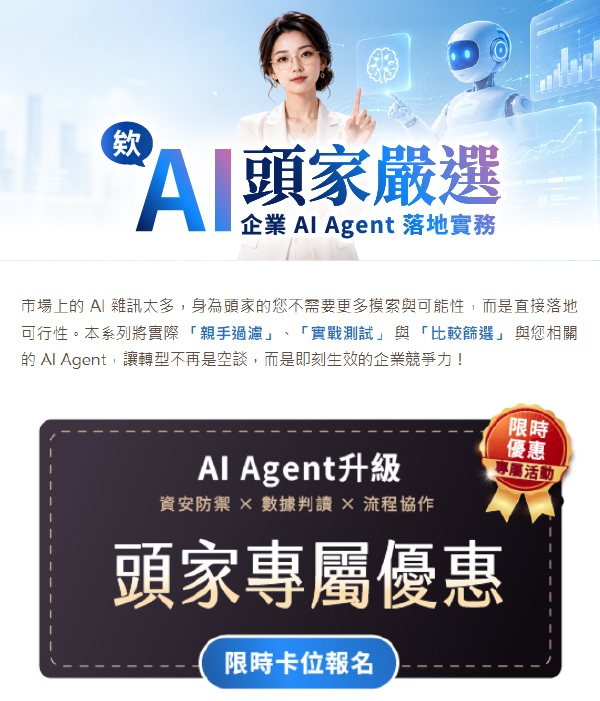 欸
AI頭家嚴選
企業 AI Agent 落地實務
市場上的 AI 雜訊太多，身為頭家的您不需要更多摸索與可能性，而是直接落地
可行性。本系列將實際「親手過濾」、「實戰測試」 與 「比較篩選」 與您相關
的 AI Agent，讓轉型不再是空談，而是即刻生效的企業競爭力！
限時
優惠
專屬活動
AI Agent升級
資安防禦 × 數據判讀 × 流程協作
頭家專屬優惠
限時卡位報名